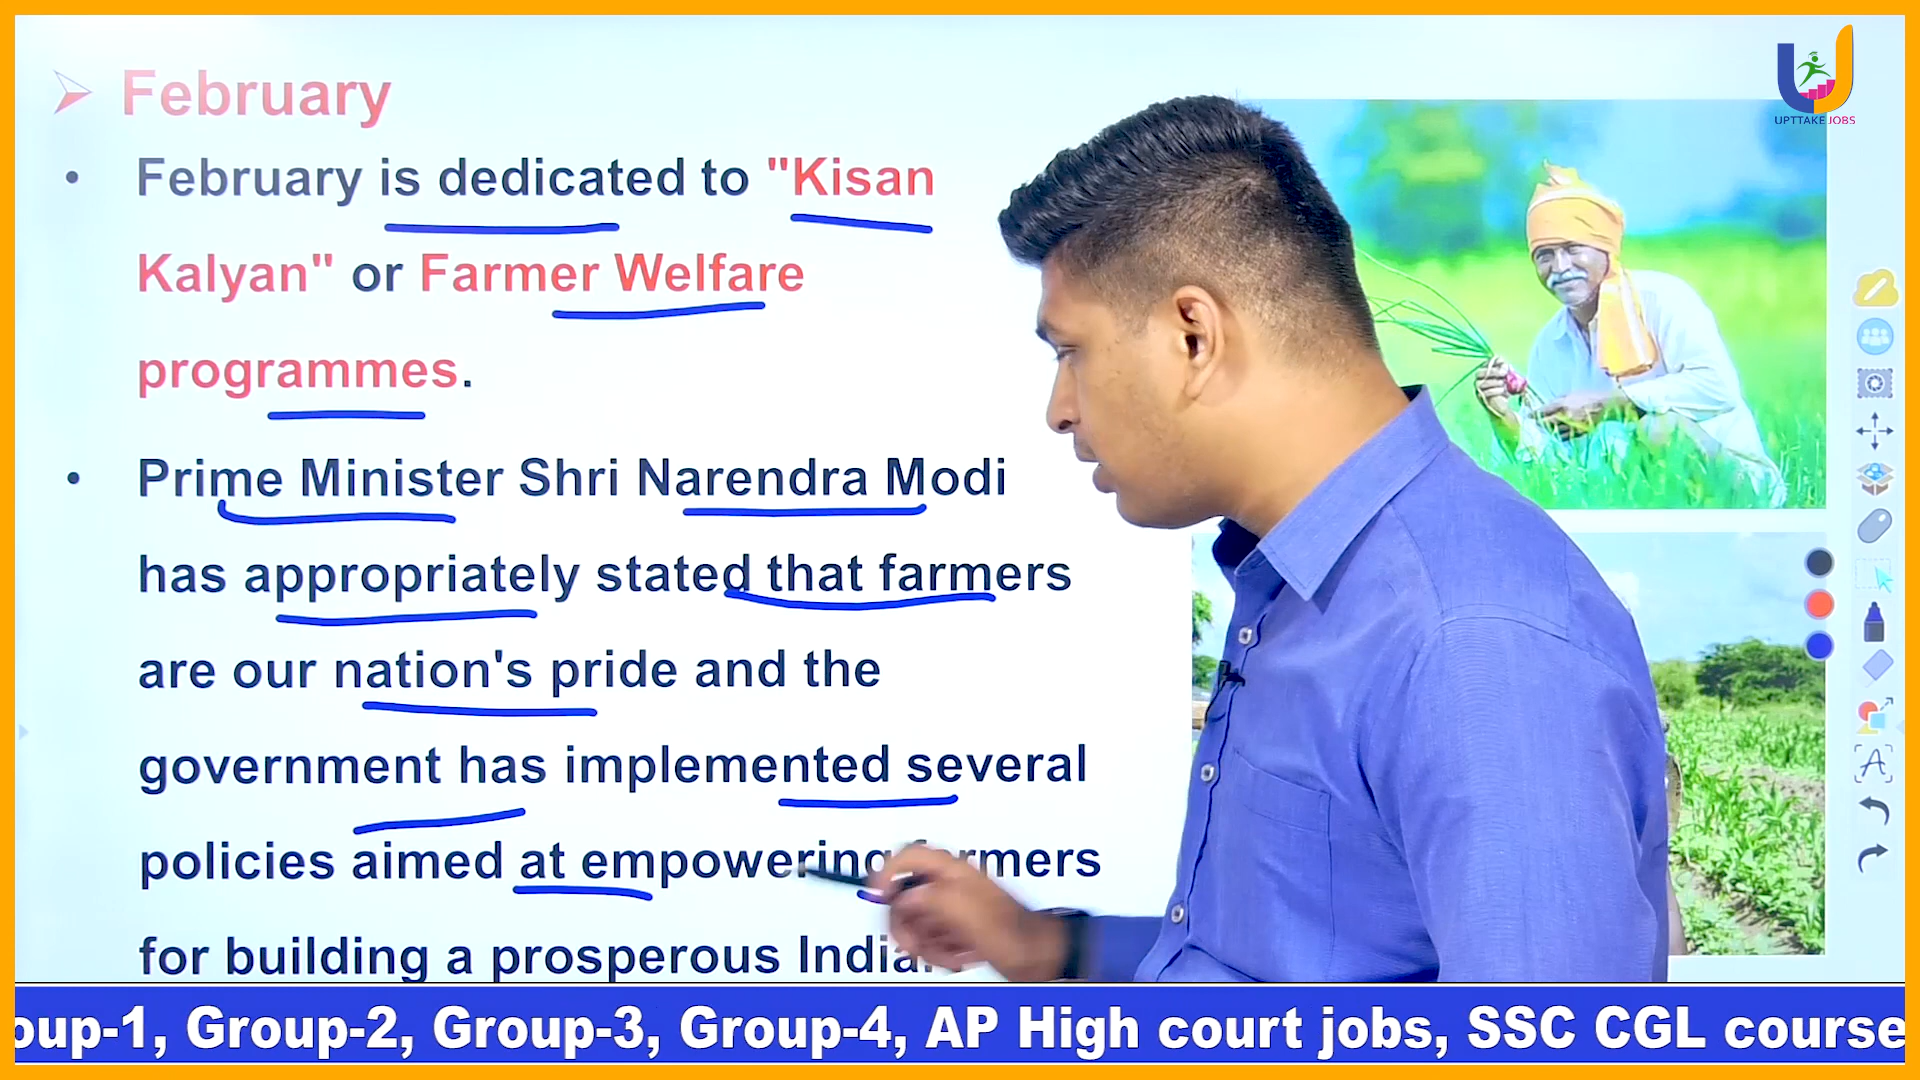 UPTTAKE JOBS
February
• February is dedicated to "Kisan
Kalyan" or Farmer Welfare
programmes.
• Prime Minister Shri Narendra Modi
has appropriately stated that farmers
are our nation's pride and the
government has implemented several
policies aimed at empowering farmers
for building a prosperous India.
oup-1, Group-2, Group-3, Group-4, AP High court jobs, SSC CGL course